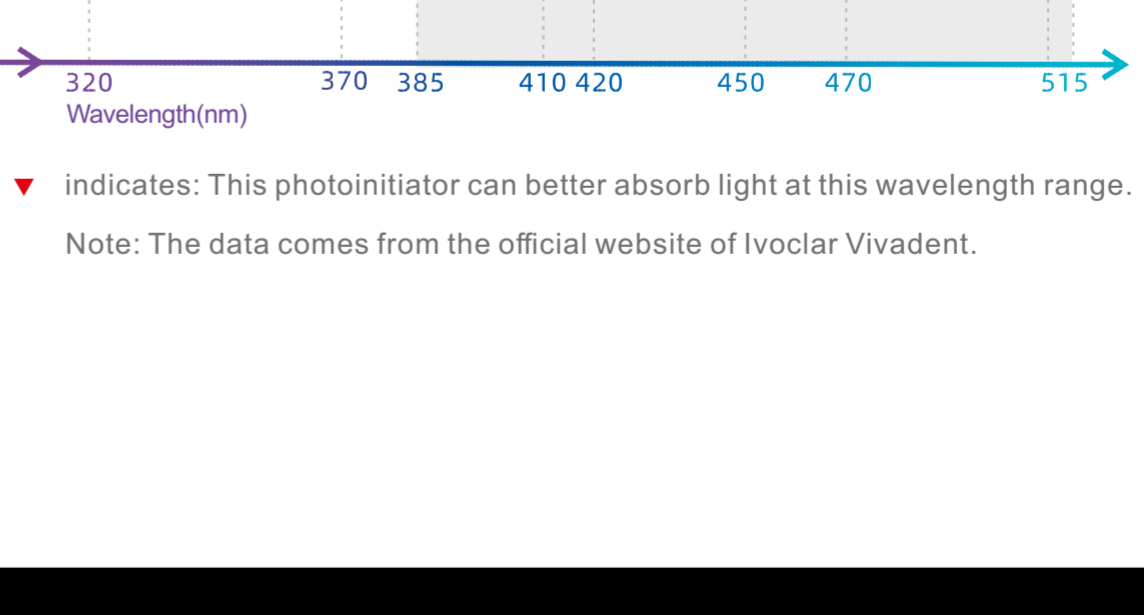 320 370 385 410 420 450 470 515
Wavelength(nm)
indicates: This photoinitiator can better absorb light at this wavelength range.
Note: The data comes from the official website of Ivoclar Vivadent.